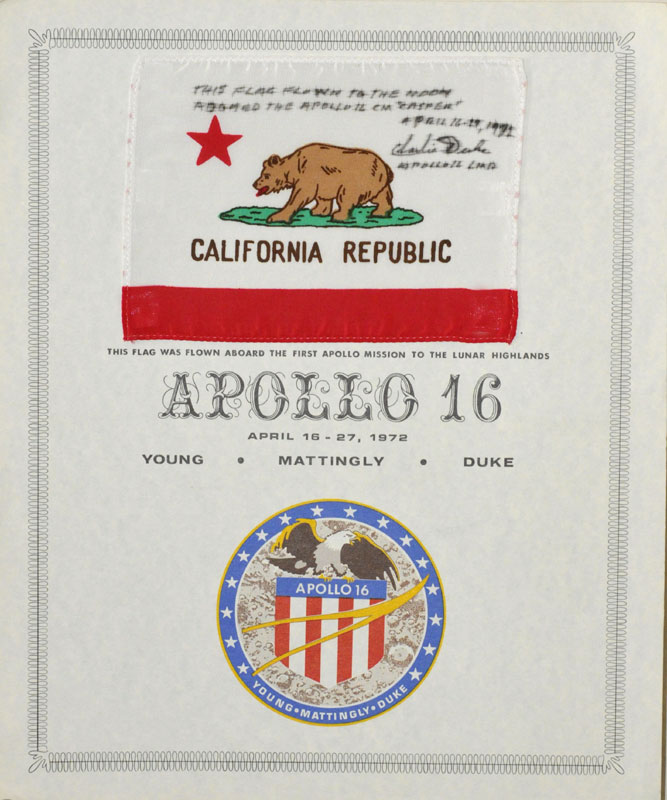 THIS FLAG FLOWN TO THE MOON
ABOARD THE APOLLO 16 CM "CASPER"
APRIL 16-27, 1972
Charlie Duke
APOLLO 16 LMP
CALIFORNIA REPUBLIC
THIS FLAG WAS FLOWN ABOARD THE FIRST APOLLO MISSION TO THE LUNAR HIGHLANDS
APOLLO 16
APRIL 16 - 27, 1972
YOUNG • MATTINGLY • DUKE
APOLLO 16
YOUNG•MATTINGLY•DUKE